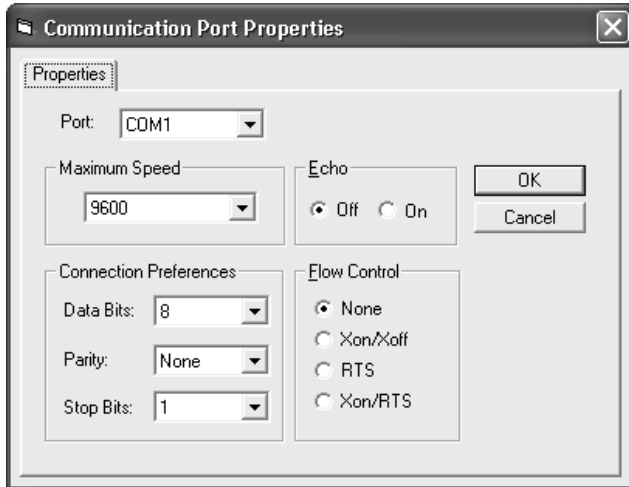 Communication Port Properties
Properties
Port: COM1
Maximum Speed
9600
Echo
Off On
OK
Cancel
Connection Preferences
Data Bits: 8
Parity: None
Stop Bits: 1
Flow Control
None
Xon/Xoff
RTS
Xon/RTS